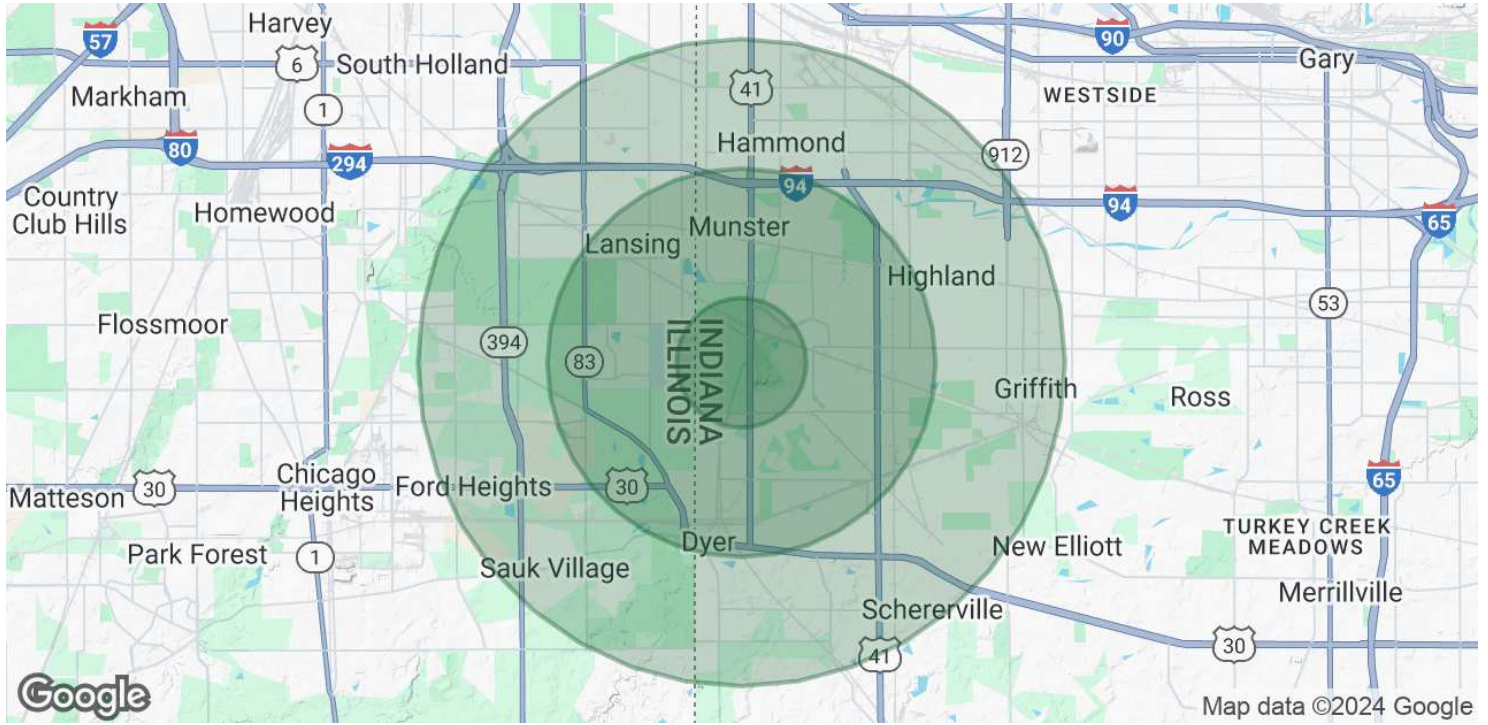 Harvey
57
6
South Holland
Markham
1
80
294
Country
Club Hills
Homewood
41
90
Gary
WESTSIDE
Hammond
912
94
94
65
Munster
Lansing
Highland
53
Flossmoor
394
83
INDIANA
ILLINOIS
Griffith
Ross
Matteson
30
Chicago
Heights
Ford Heights
30
65
Park Forest
1
Dyer
Sauk Village
New Elliott
TURKEY CREEK
MEADOWS
Merrillville
Schererville
41
30
Google
Map data ©2024 Google